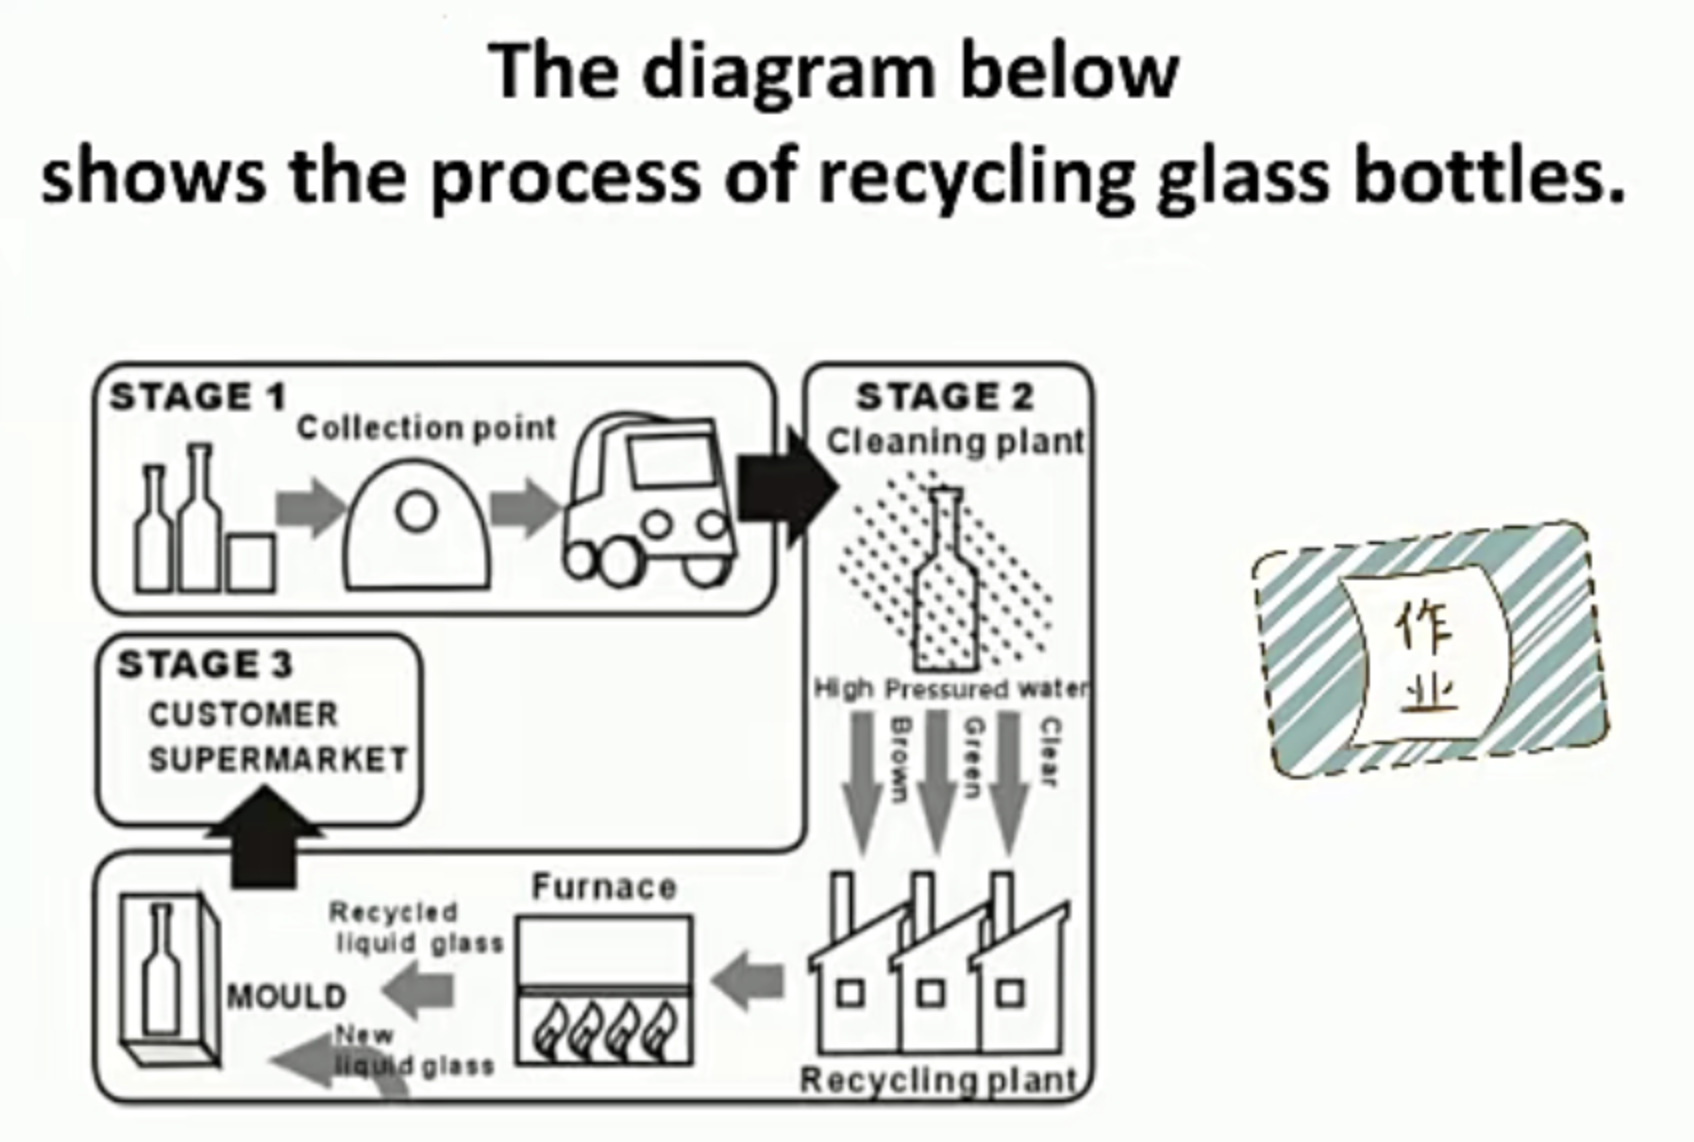 The diagram below
shows the process of recycling glass bottles.
STAGE 1
Collection point
STAGE 2
Cleaning plant
High Pressured water
Brown
Green
Clear
Recycling plant
Furnace
Recycled
liquid glass
New
liquid glass
MOULD
STAGE 3
CUSTOMER
SUPERMARKET
作
业